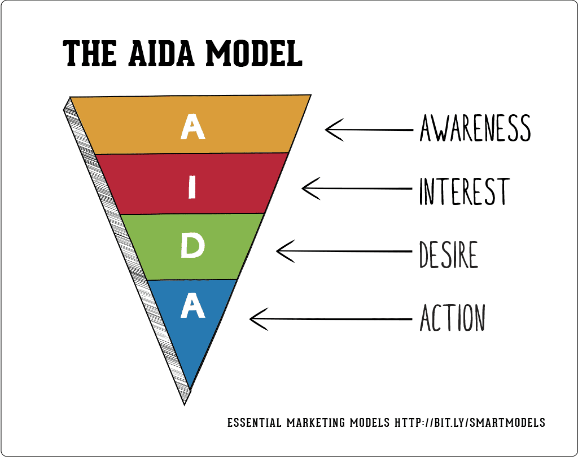 THE AIDA MODEL
A
AWARENESS
I
INTEREST
D
DESIRE
A
ACTION
ESSENTIAL MARKETING MODELS HTTP://BIT.LY/SMARTMODELS